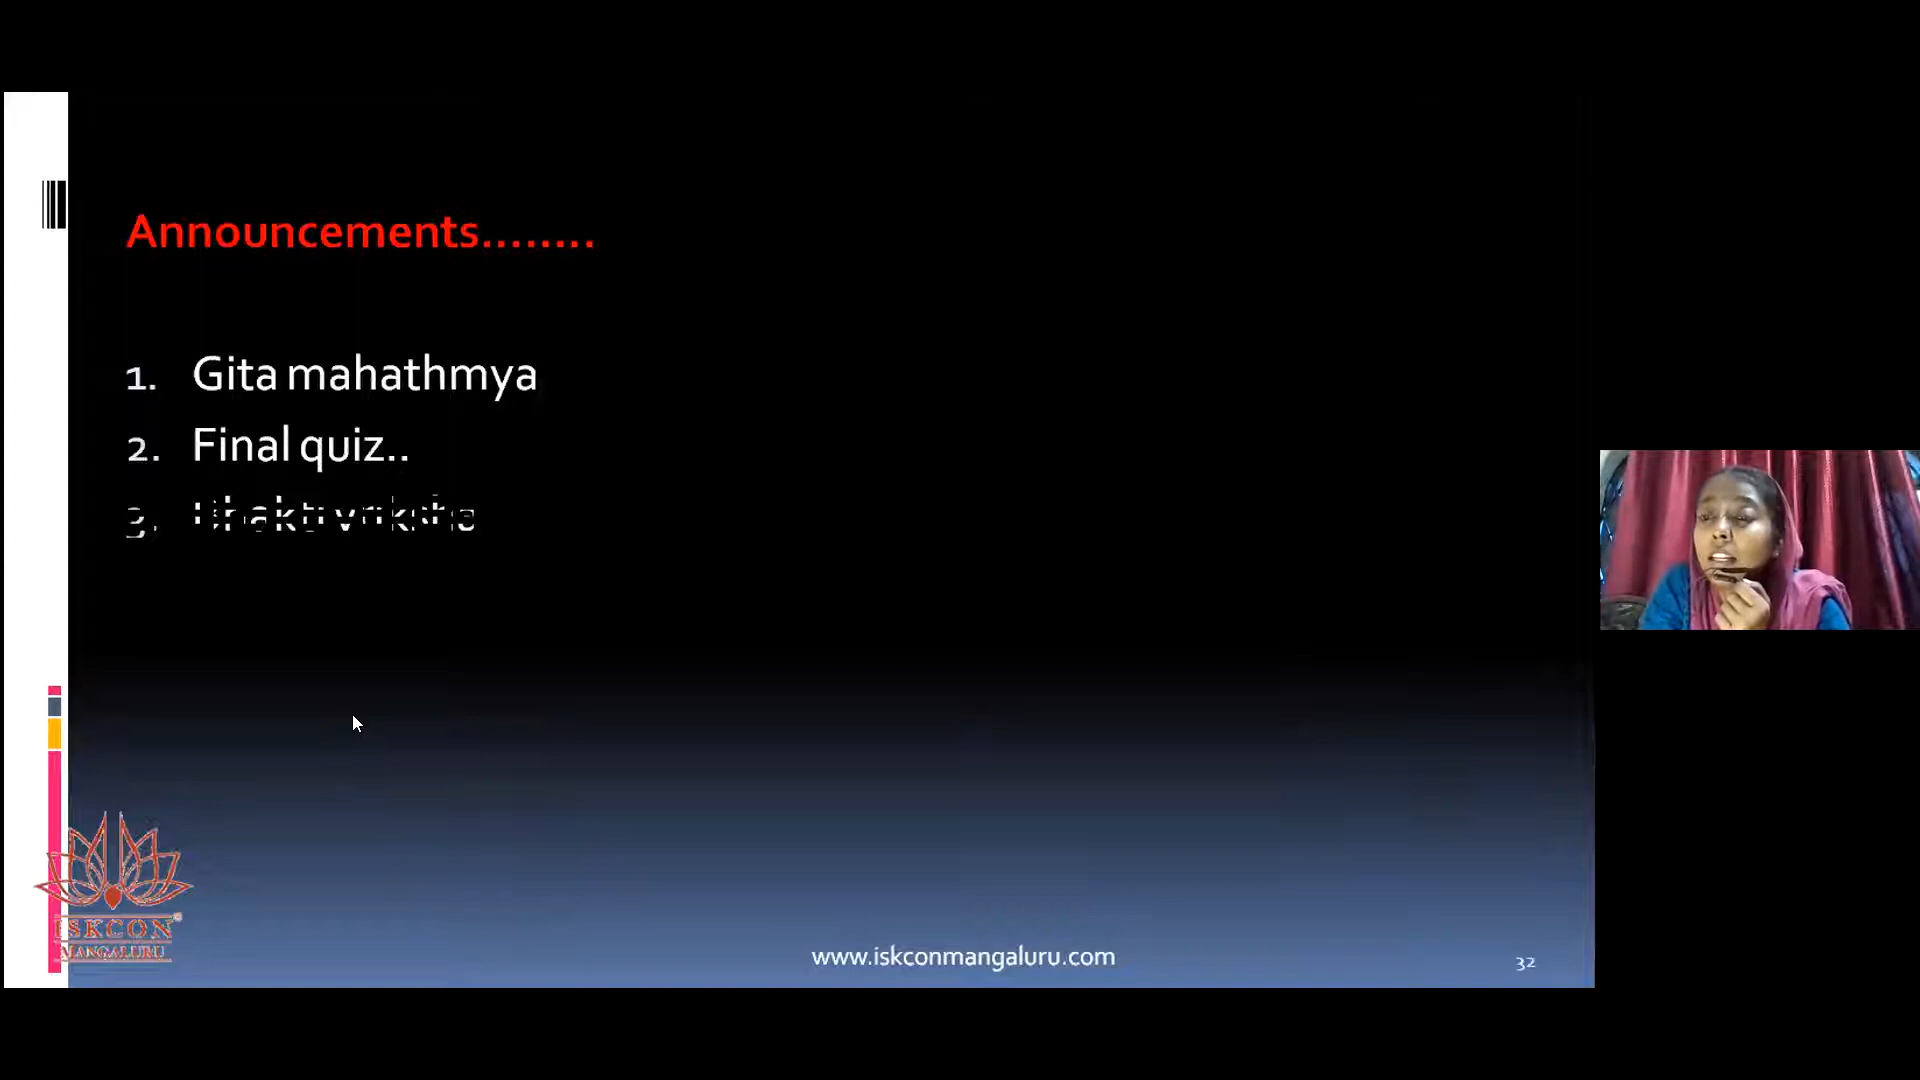 Announcements........
1. Gita mahathmya
2. Final quiz..
3. Bhakti vriksha
ISKCON
MANGALURU
www.iskconmangaluru.com
32